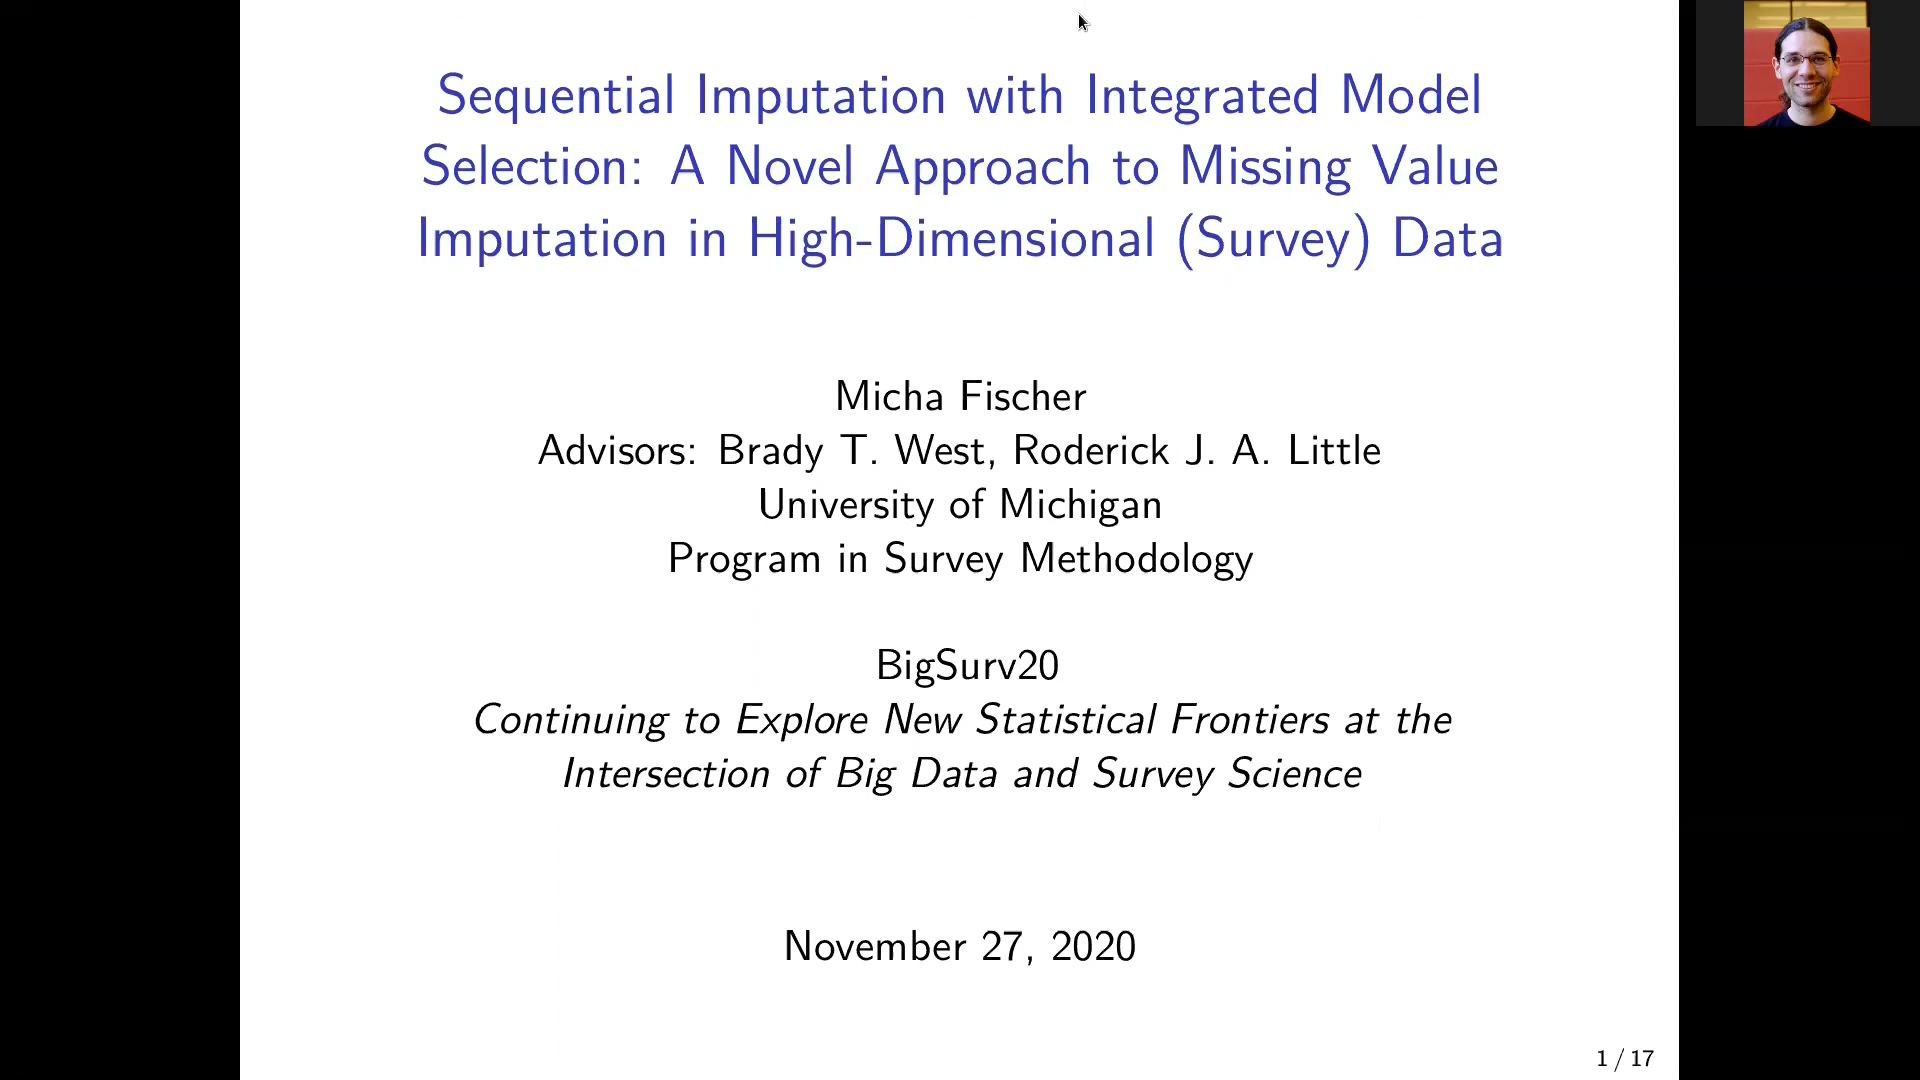 Sequential Imputation with Integrated Model
Selection: A Novel Approach to Missing Value
Imputation in High-Dimensional (Survey) Data
Micha Fischer
Advisors: Brady T. West, Roderick J. A. Little
University of Michigan
Program in Survey Methodology
BigSurv20
Continuing to Explore New Statistical Frontiers at the
Intersection of Big Data and Survey Science
November 27, 2020
1 / 17